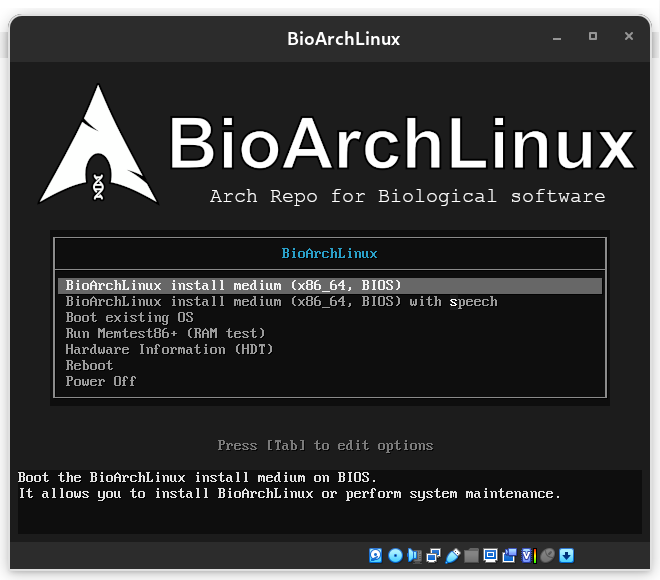 BioArchLinux
BioArchLinux
Arch Repo for Biological software
BioArchLinux
BioArchLinux install medium (x86_64, BIOS)
BioArchLinux install medium (x86_64, BIOS) with speech
Boot existing OS
Run Memtest86+ (RAM test)
Hardware Information (HDT)
Reboot
Power Off
Press [Tab] to edit options
Boot the BioArchLinux install medium on BIOS.
It allows you to install BioArchLinux or perform system maintenance.